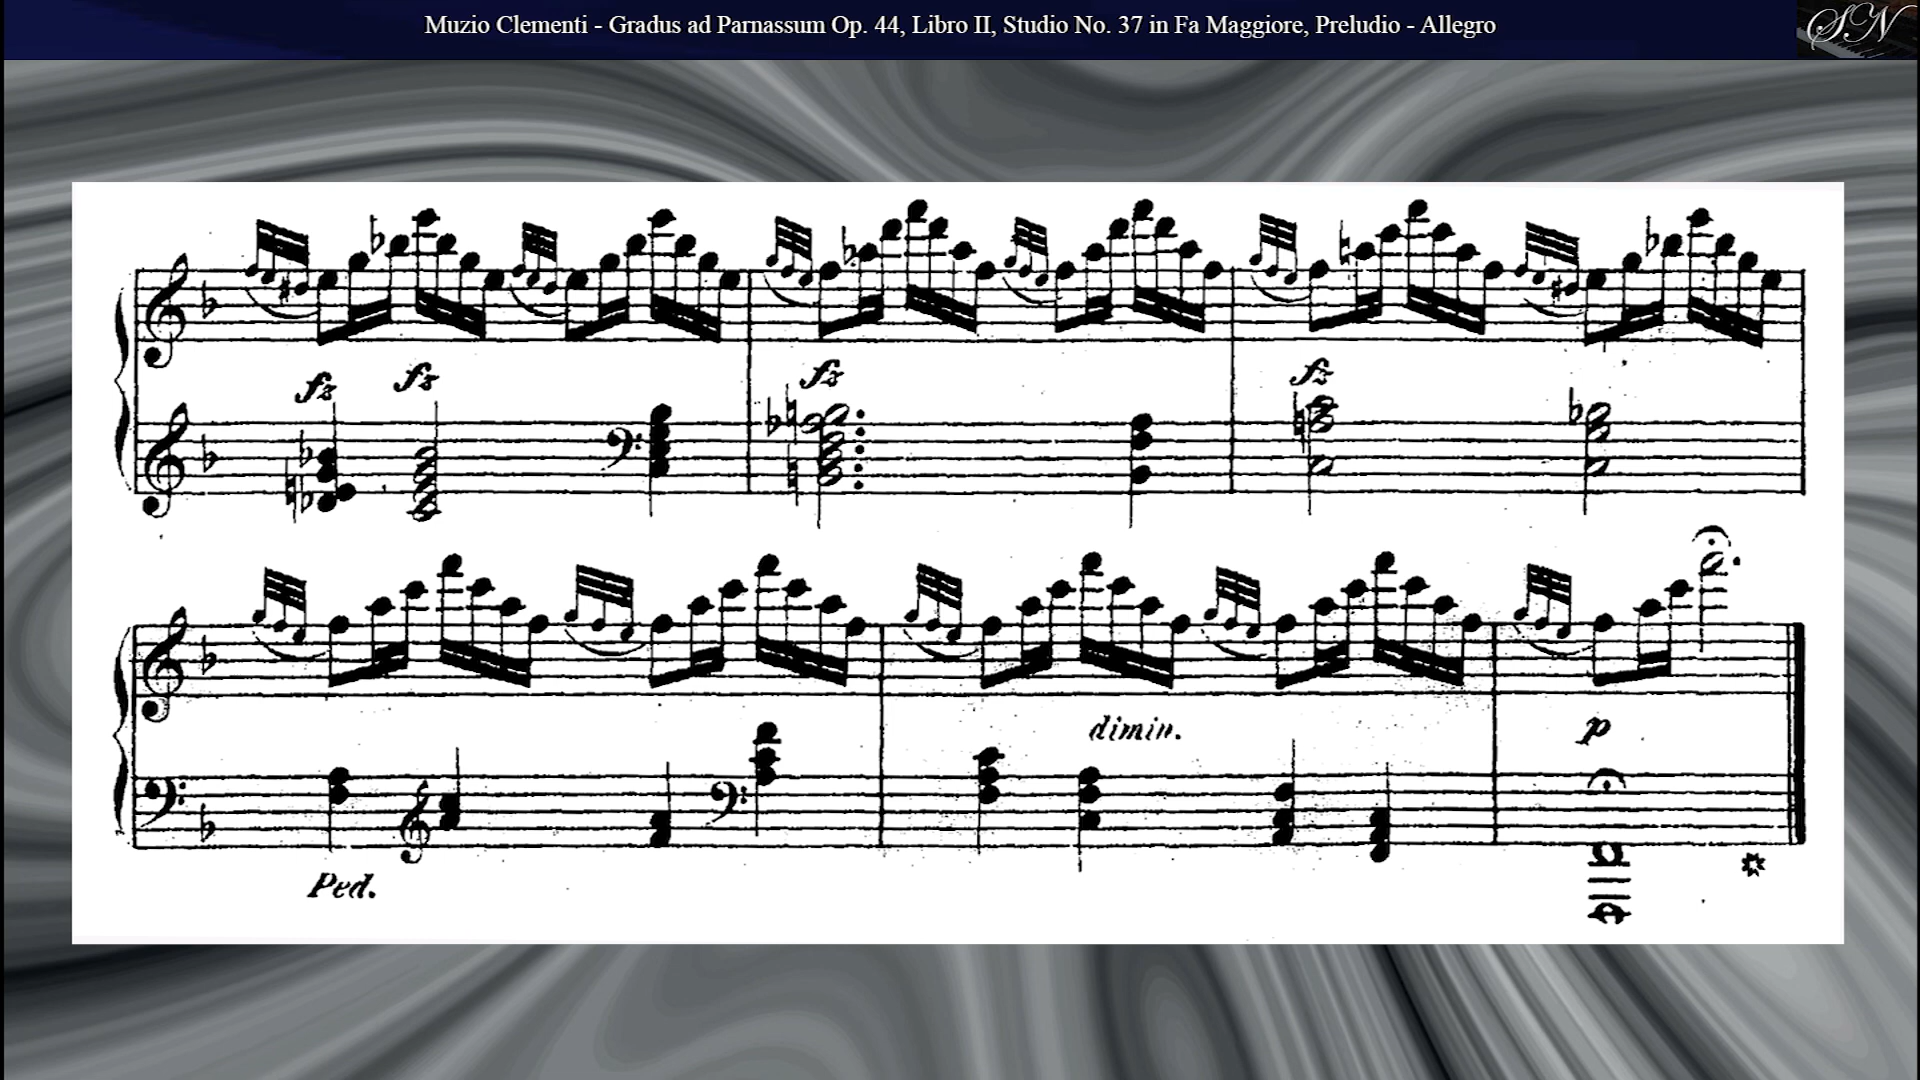 Muzio Clementi - Gradus ad Parnassum Op. 44, Libro II, Studio No. 37 in Fa Maggiore, Preludio - Allegro
SN
fz fz fz fz
dimin. p
Ped.